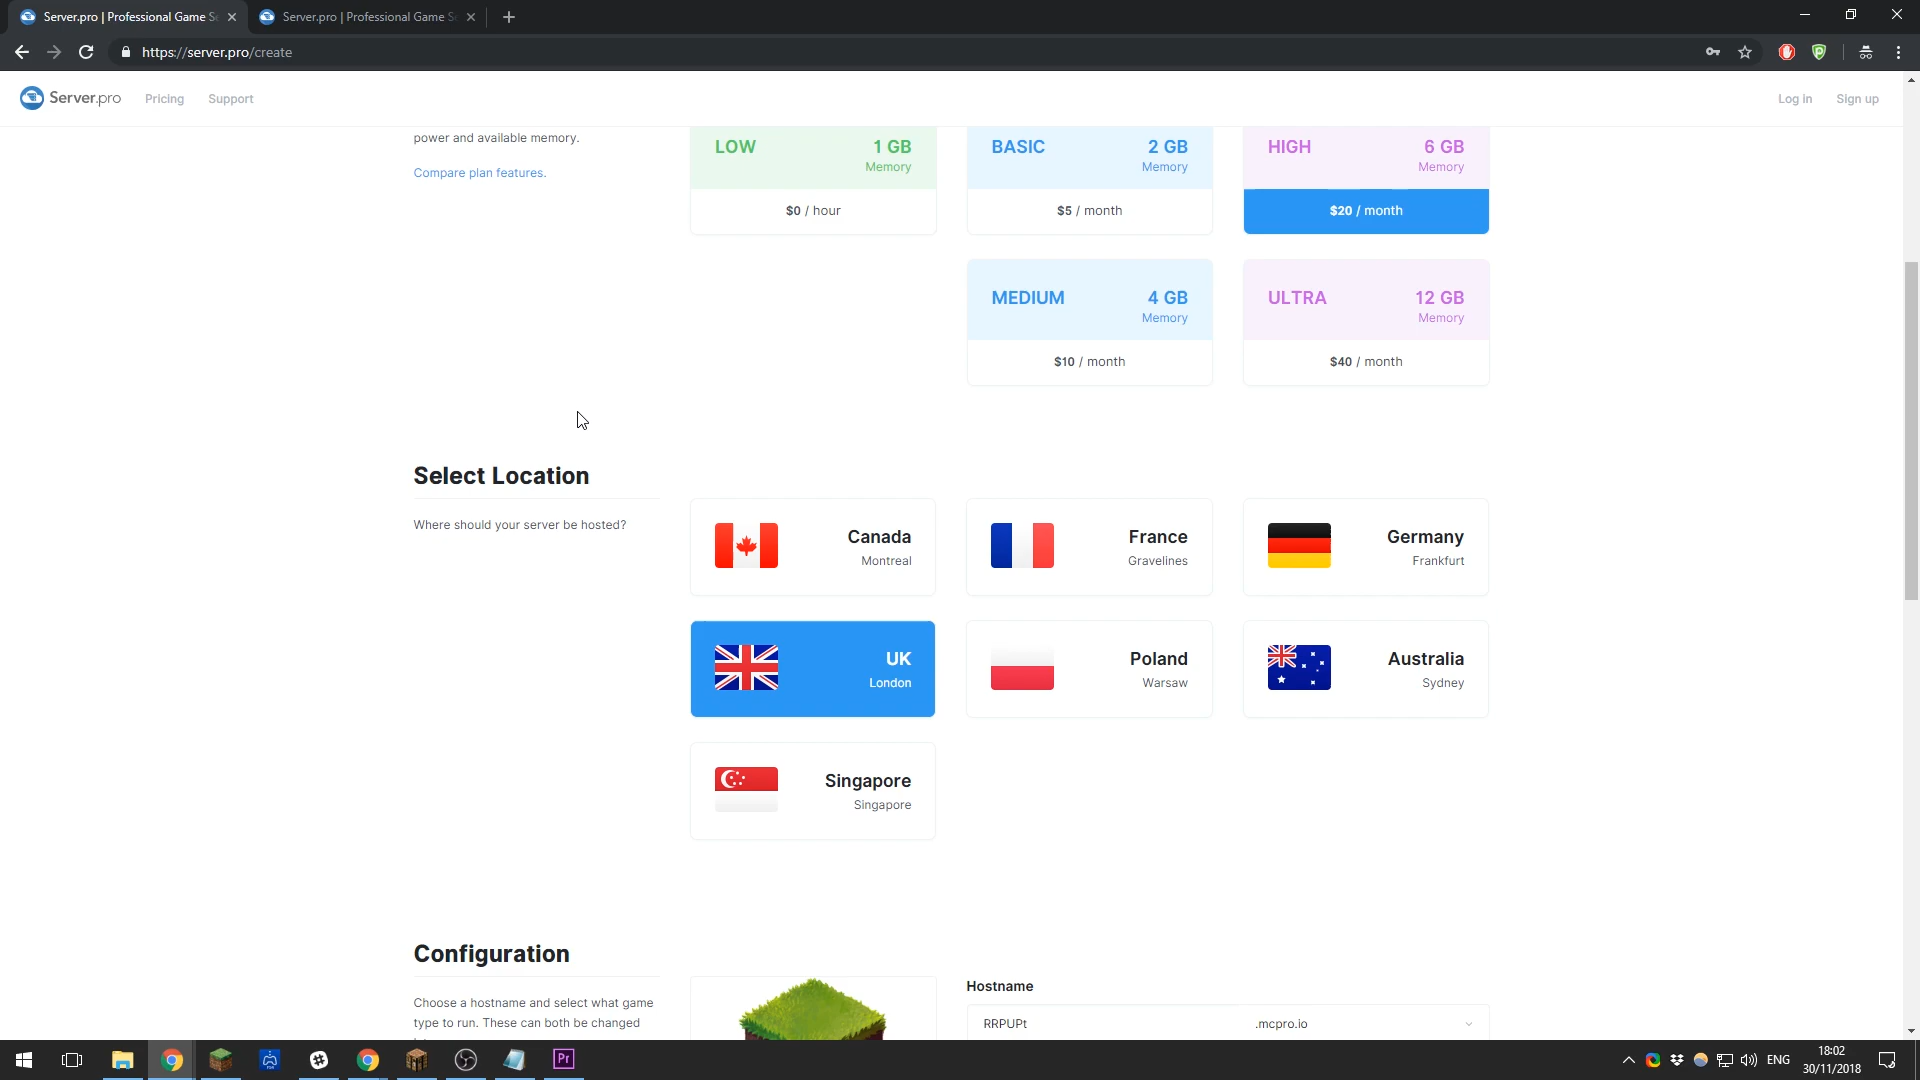 Server.pro | Professional Game Se
Server.pro | Professional Game Se
https://server.pro/create
Server.pro
Pricing
Support
Log in
Sign up
power and available memory.
Compare plan features.
LOW
1 GB
Memory
$0 / hour
BASIC
2 GB
Memory
$5 / month
HIGH
6 GB
Memory
$20 / month
MEDIUM
4 GB
Memory
$10 / month
ULTRA
12 GB
Memory
$40 / month
Select Location
Where should your server be hosted?
Canada
Montreal
France
Gravelines
Germany
Frankfurt
UK
London
Poland
Warsaw
Australia
Sydney
Singapore
Singapore
Configuration
Choose a hostname and select what game
type to run. These can both be changed
Hostname
RRPUPt
.mcpro.io
Pr
ENG
18:02
30/11/2018